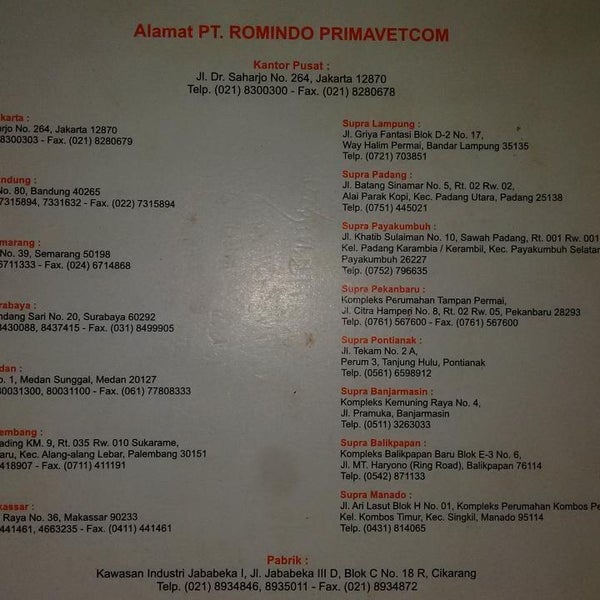 Alamat PT. ROMINDO PRIMAVETCOM
Kantor Pusat :
Jl. Dr. Saharjo No. 264, Jakarta 12870
Telp. (021) 8300300 - Fax. (021) 8280678
karta :
rjo No. 264, Jakarta 12870
8300303 - Fax. (021) 8280679
ndung :
No. 80, Bandung 40265
7315894, 7331632 - Fax. (022) 7315894
marang :
No. 39, Semarang 50198
6711333 - Fax. (024) 6714868
rabaya :
ndang Sari No. 20, Surabaya 60292
8430088, 8437415 - Fax. (031) 8499905
dan :
o. 1, Medan Sunggal, Medan 20127
80031300, 80031100 - Fax. (061) 77808333
embang :
ading KM. 9, Rt. 035 Rw. 010 Sukarame,
aru, Kec. Alang-alang Lebar, Palembang 30151
418907 - Fax. (0711) 411191
kassar :
Raya No. 36, Makassar 90233
441461, 4663235 - Fax. (0411) 441461
Supra Lampung :
Jl. Griya Fantasi Blok D-2 No. 17,
Way Halim Permai, Bandar Lampung 35135
Telp. (0721) 703851
Supra Padang :
Jl. Batang Sinamar No. 5, Rt. 02 Rw. 02,
Alai Parak Kopi, Kec. Padang Utara, Padang 25138
Telp. (0751) 445021
Supra Payakumbuh :
Jl. Khatib Sulaiman No. 10, Sawah Padang, Rt. 001 Rw. 001
Kel. Padang Karambia / Kerambil, Kec. Payakumbuh Selatan
Payakumbuh 26227
Telp. (0752) 796635
Supra Pekanbaru :
Kompleks Perumahan Tampan Permai,
Jl. Citra Hamperi No. 8, Rt. 02 Rw. 05, Pekanbaru 28293
Telp. (0761) 567600 - Fax. (0761) 567600
Supra Pontianak :
Jl. Tekam No. 2 A,
Perum 3, Tanjung Hulu, Pontianak
Telp. (0561) 6598912
Supra Banjarmasin :
Kompleks Kemuning Raya No. 4,
Jl. Pramuka, Banjarmasin
Telp. (0511) 3263033
Supra Balikpapan :
Kompleks Balikpapan Baru Blok E-3 No. 6,
Jl. MT. Haryono (Ring Road), Balikpapan 76114
Telp. (0542) 871133
Supra Manado :
Jl. Ari Lasut Blok H No. 01, Kompleks Perumahan Kombos Pe
Kel. Kombos Timur, Kec. Singkil, Manado 95114
Telp. (0431) 814065
Pabrik :
Kawasan Industri Jababeka I, Jl. Jababeka III D, Blok C No. 18 R, Cikarang
Telp. (021) 8934846, 8935011 - Fax. (021) 8934872